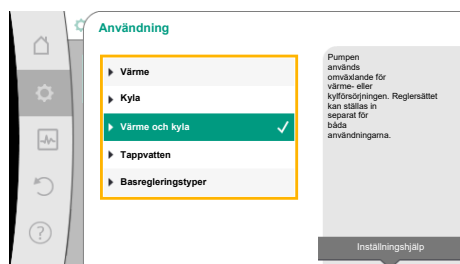 Användning
Värme
Kyla
Värme och kyla
Tappvatten
Basregleringstyper
Pumpen
används
omväxlande för
värme- eller
kylförsörjningen. Reglersättet
kan ställas in
separat för
båda
användningarna.
Inställningshjälp
?